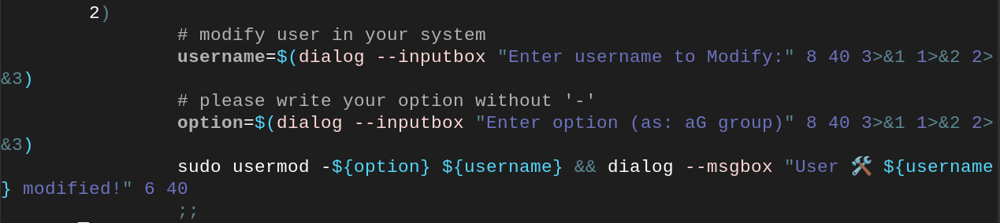 2)
# modify user in your system
username=$(dialog --inputbox "Enter username to Modify:" 8 40 3>&1 1>&2 2>
&3)
# please write your option without '-'
option=$(dialog --inputbox "Enter option (as: aG group)" 8 40 3>&1 1>&2 2>
&3)
sudo usermod -${option} ${username} && dialog --msgbox "User 🛠 ${username
} modified!" 6 40
;;